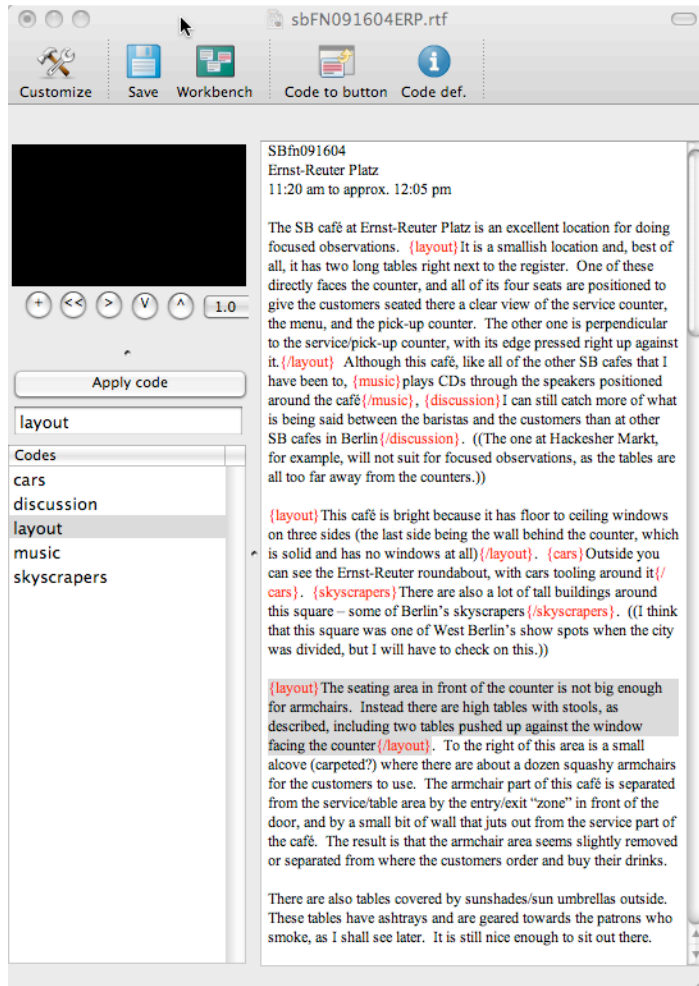 sbFN091604ERP.rtf
Customize Save Workbench Code to button Code def.
+ << > V ^ 1.0
Apply code
layout
Codes
cars
discussion
layout
music
skyscrapers
SBfn091604
Ernst-Reuter Platz
11:20 am to approx. 12:05 pm
The SB café at Ernst-Reuter Platz is an excellent location for doing
focused observations. {layout}It is a smallish location and, best of
all, it has two long tables right next to the register. One of these
directly faces the counter, and all of its four seats are positioned to
give the customers seated there a clear view of the service counter,
the menu, and the pick-up counter. The other one is perpendicular
to the service/pick-up counter, with its edge pressed right up against
it.{/layout} Although this café, like all of the other SB cafes that I
have been to, {music}plays CDs through the speakers positioned
around the café{/music}, {discussion}I can still catch more of what
is being said between the baristas and the customers than at other
SB cafes in Berlin{/discussion}. ((The one at Hackesher Markt,
for example, will not suit for focused observations, as the tables are
all too far away from the counters.))
{layout}This café is bright because it has floor to ceiling windows
on three sides (the last side being the wall behind the counter, which
is solid and has no windows at all){/layout}. {cars}Outside you
can see the Ernst-Reuter roundabout, with cars tooling around it{/
cars}. {skyscrapers}There are also a lot of tall buildings around
this square – some of Berlin's skyscrapers{/skyscrapers}. ((I think
that this square was one of West Berlin's show spots when the city
was divided, but I will have to check on this.))
{layout}The seating area in front of the counter is not big enough
for armchairs. Instead there are high tables with stools, as
described, including two tables pushed up against the window
facing the counter{/layout}. To the right of this area is a small
alcove (carpeted?) where there are about a dozen squashy armchairs
for the customers to use. The armchair part of this café is separated
from the service/table area by the entry/exit “zone” in front of the
door, and by a small bit of wall that juts out from the service part of
the café. The result is that the armchair area seems slightly removed
or separated from where the customers order and buy their drinks.
There are also tables covered by sunshades/sun umbrellas outside.
These tables have ashtrays and are geared towards the patrons who
smoke, as I shall see later. It is still nice enough to sit out there.